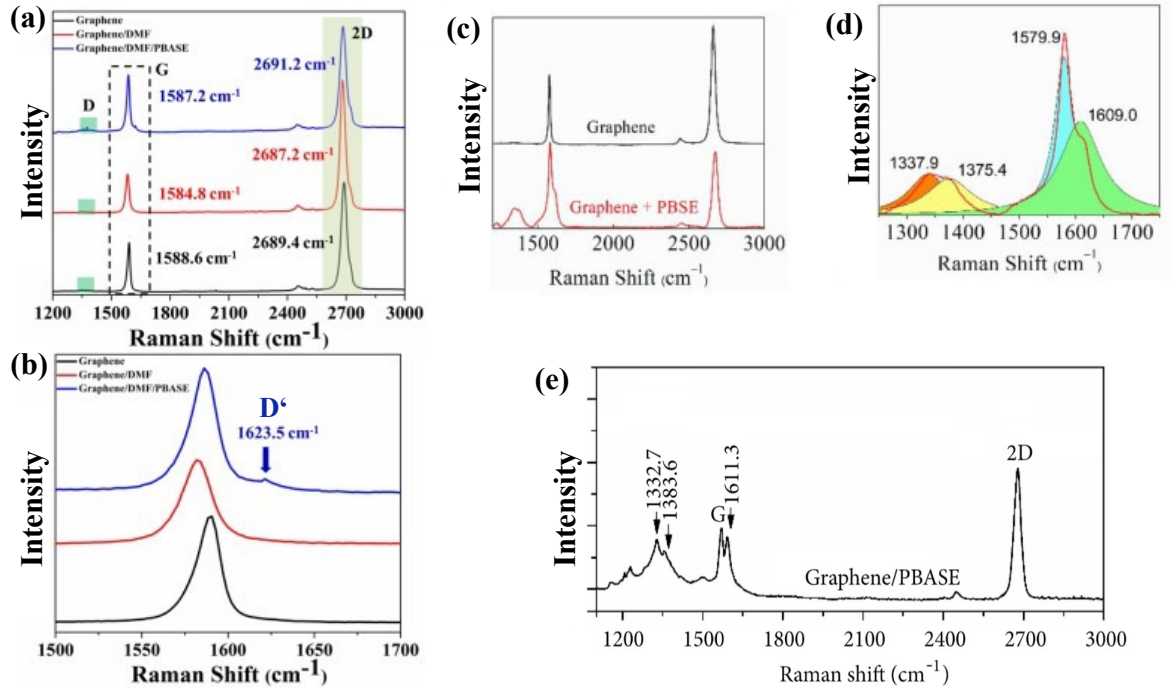 (a)
Graphene
Graphene/DMF
Graphene/DMF/PBASE
D
G
2D
1587.2 cm-1
2691.2 cm-1
1584.8 cm-1
2687.2 cm-1
1588.6 cm-1
2689.4 cm-1
Intensity
1200 1500 1800 2100 2400 2700 3000
Raman Shift (cm-1)
(b)
Graphene
Graphene/DMF
Graphene/DMF/PBASE
D‘
1623.5 cm-1
Intensity
1500 1550 1600 1650 1700
Raman Shift (cm-1)
(c)
Graphene
Graphene + PBSE
Intensity
1500 2000 2500 3000
Raman Shift (cm−1)
(d)
1579.9
1609.0
1337.9
1375.4
Intensity
1300 1400 1500 1600 1700
Raman Shift (cm−1)
(e)
1332.7
1383.6
G
1611.3
2D
Graphene/PBASE
Intensity
1200 1500 1800 2100 2400 2700 3000
Raman shift (cm−1)